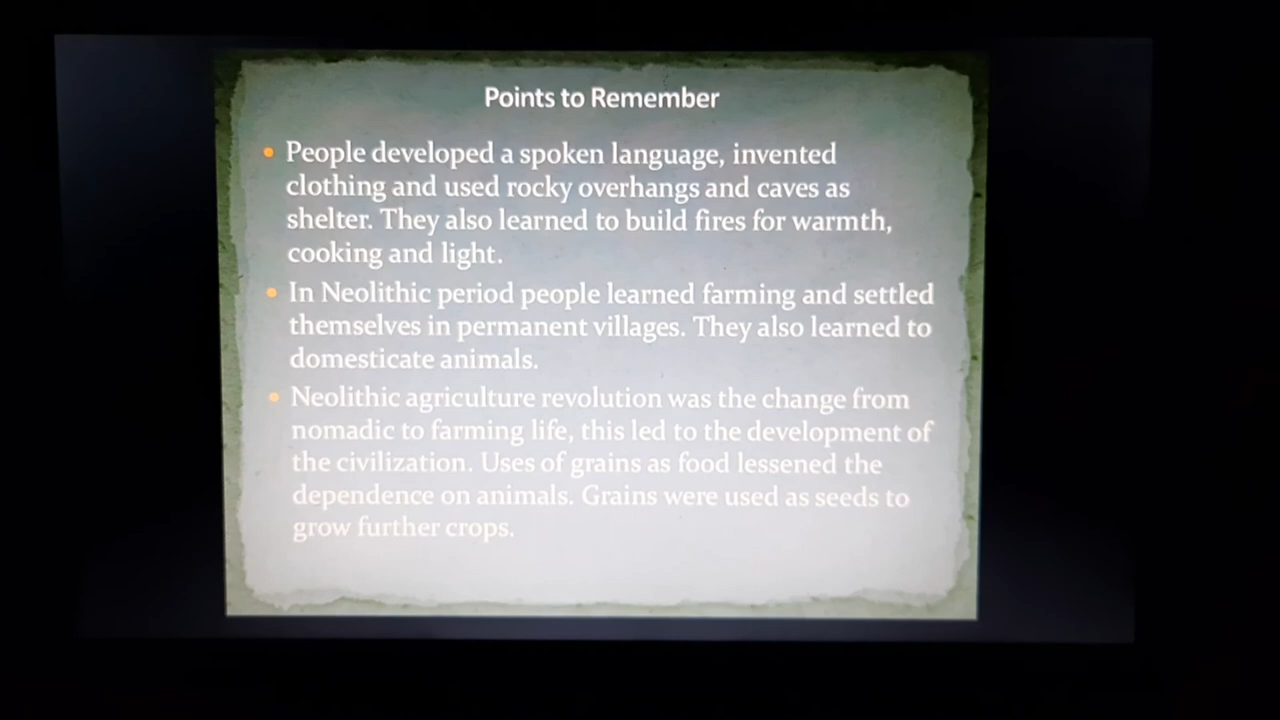 Points to Remember
• People developed a spoken language, invented
clothing and used rocky overhangs and caves as
shelter. They also learned to build fires for warmth,
cooking and light.
• In Neolithic period people learned farming and settled
themselves in permanent villages. They also learned to
domesticate animals.
• Neolithic agriculture revolution was the change from
nomadic to farming life, this led to the development of
the civilization. Uses of grains as food lessened the
dependence on animals. Grains were used as seeds to
grow further crops.